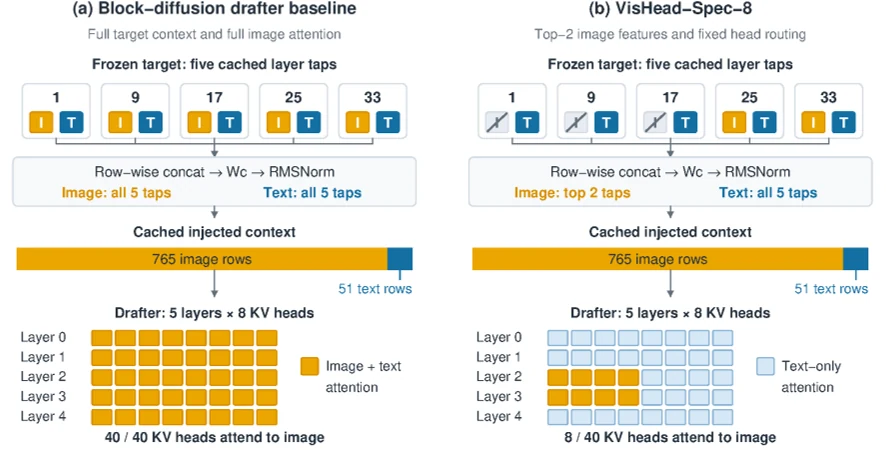 (a) Block−diffusion drafter baseline
Full target context and full image attention
Frozen target: five cached layer taps
1 9 17 25 33
I T I T I T I T I T
Row−wise concat → Wc → RMSNorm
Image: all 5 taps Text: all 5 taps
Cached injected context
765 image rows
51 text rows
Drafter: 5 layers × 8 KV heads
Layer 0
Layer 1
Layer 2
Layer 3
Layer 4
Image + text
attention
40 / 40 KV heads attend to image
(b) VisHead−Spec−8
Top−2 image features and fixed head routing
Frozen target: five cached layer taps
1 9 17 25 33
I T I T I T I T I T
Row−wise concat → Wc → RMSNorm
Image: top 2 taps Text: all 5 taps
Cached injected context
765 image rows
51 text rows
Drafter: 5 layers × 8 KV heads
Layer 0
Layer 1
Layer 2
Layer 3
Layer 4
Text−only
attention
8 / 40 KV heads attend to image